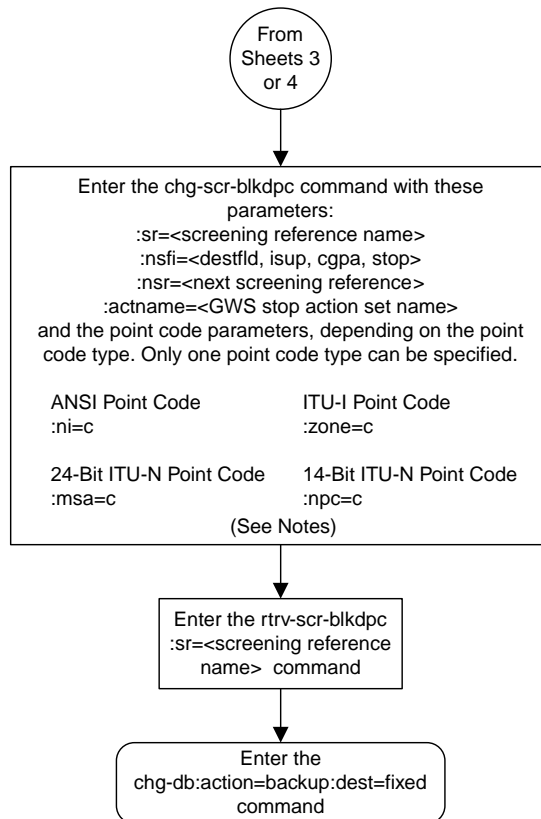 From
Sheets 3
or 4
Enter the chg-scr-blkdpc command with these
parameters:
:sr=<screening reference name>
:nsfi=<destfld, isup, cgpa, stop>
:nsr=<next screening reference>
:actname=<GWS stop action set name>
and the point code parameters, depending on the point
code type. Only one point code type can be specified.
ANSI Point Code ITU-I Point Code
:ni=c :zone=c
24-Bit ITU-N Point Code 14-Bit ITU-N Point Code
:msa=c :npc=c
(See Notes)
Enter the rtrv-scr-blkdpc
:sr=<screening reference
name> command
Enter the
chg-db:action=backup:dest=fixed
command